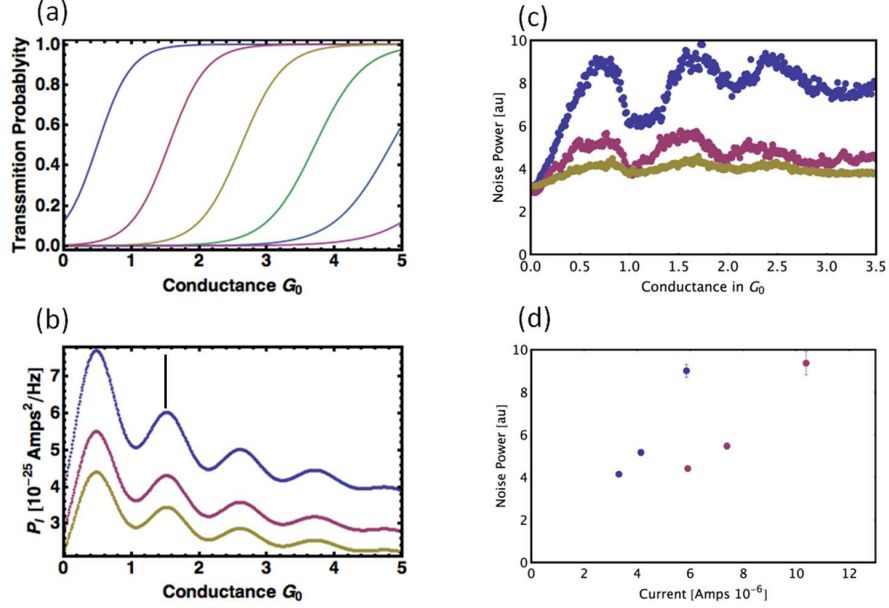 (a)
Transsmition Probablyity
1.0
0.8
0.6
0.4
0.2
0.0
0 1 2 3 4 5
Conductance G0
(b)
P_I [10^-25 Amps^2/Hz]
7
6
5
4
3
0 1 2 3 4 5
Conductance G0
(c)
Noise Power [au]
10
8
6
4
2
0
0.0 0.5 1.0 1.5 2.0 2.5 3.0 3.5
Conductance in G0
(d)
Noise Power [au]
10
8
6
4
2
0
0 2 4 6 8 10 12
Current [Amps 10^-6]